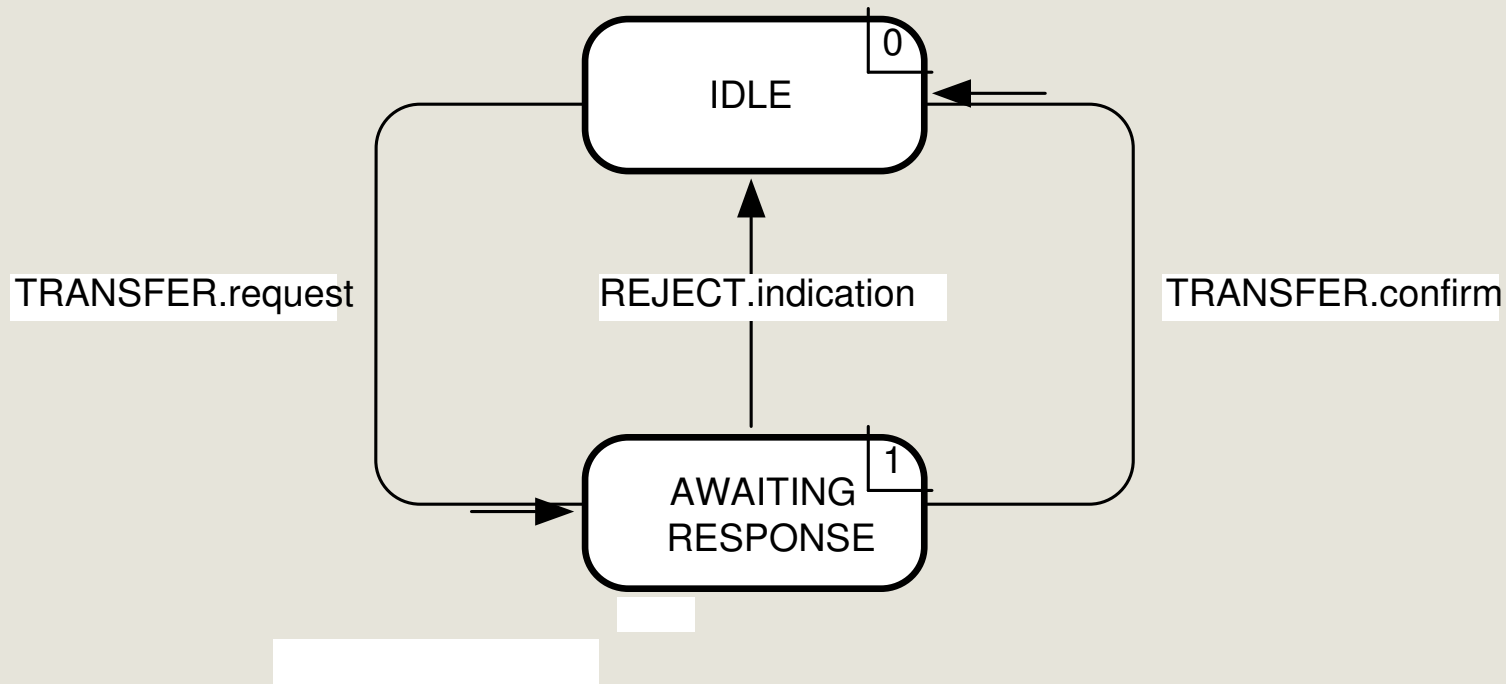 0
IDLE
TRANSFER.request
REJECT.indication
TRANSFER.confirm
1
AWAITING
RESPONSE